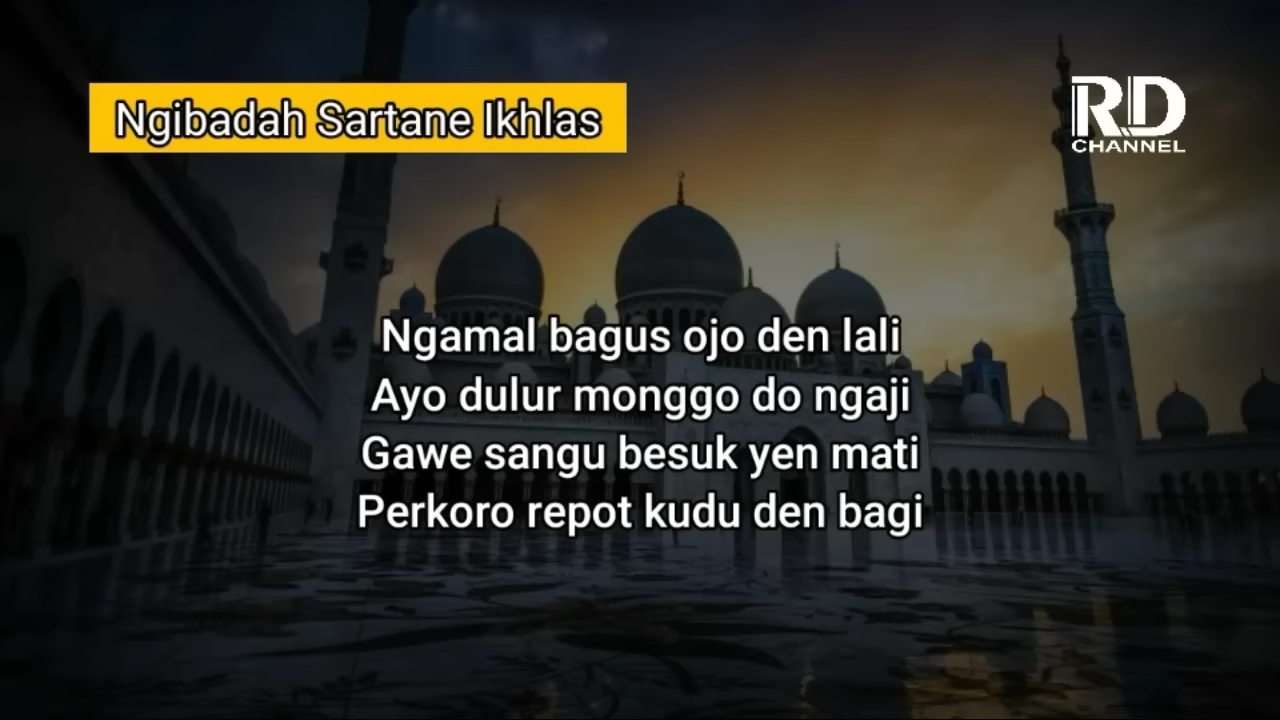 Ngibadah Sartane Ikhlas
RD
CHANNEL
Ngamal bagus ojo den lali
Ayo dulur monggo do ngaji
Gawe sangu besuk yen mati
Perkoro repot kudu den bagi